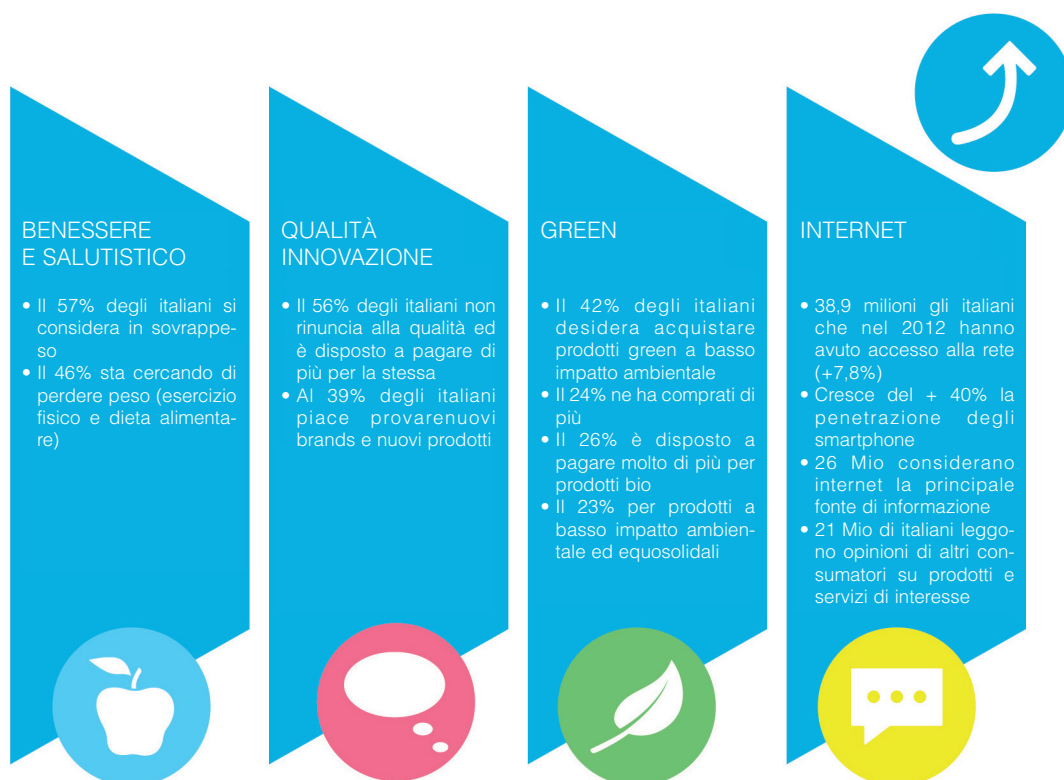 BENESSERE
E SALUTISTICO
• Il 57% degli italiani si
considera in sovrappe-
so
• Il 46% sta cercando di
perdere peso (esercizio
fisico e dieta alimenta-
re)
QUALITÀ
INNOVAZIONE
• Il 56% degli italiani non
rinuncia alla qualità ed
è disposto a pagare di
più per la stessa
• Al 39% degli italiani
piace provarenuovi
brands e nuovi prodotti
GREEN
• Il 42% degli italiani
desidera acquistare
prodotti green a basso
impatto ambientale
• Il 24% ne ha comprati di
più
• Il 26% è disposto a
pagare molto di più per
prodotti bio
• Il 23% per prodotti a
basso impatto ambien-
tale ed equosolidali
INTERNET
• 38,9 milioni gli italiani
che nel 2012 hanno
avuto accesso alla rete
(+7,8%)
• Cresce del + 40% la
penetrazione degli
smartphone
• 26 Mio considerano
internet la principale
fonte di informazione
• 21 Mio di italiani leggo-
no opinioni di altri con-
sumatori su prodotti e
servizi di interesse